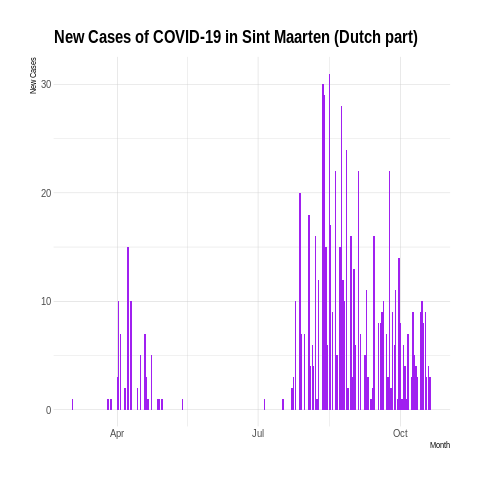 New Cases of COVID-19 in Sint Maarten (Dutch part)
New Cases
30
20
10
0
Apr
Jul
Oct
Month